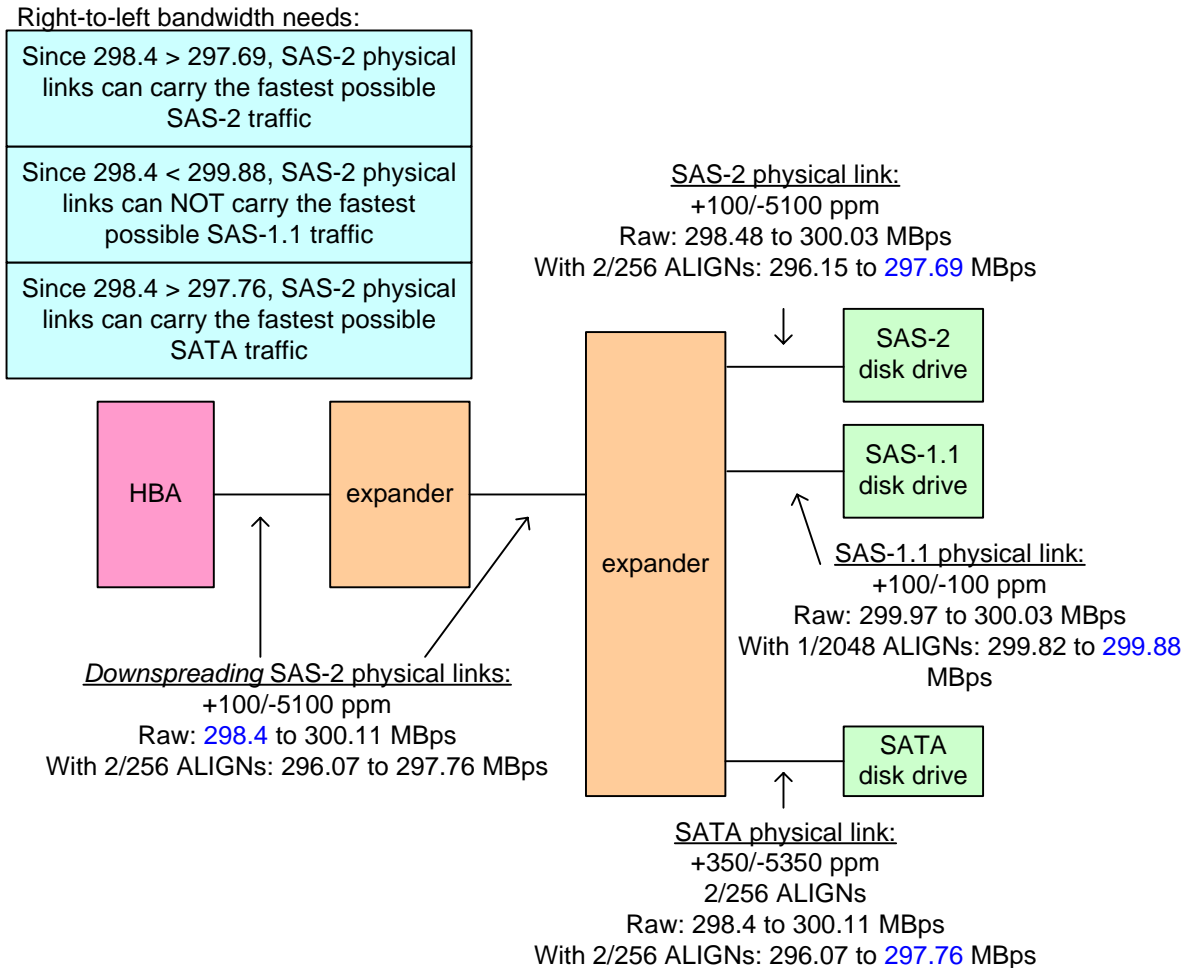 Right-to-left bandwidth needs:
Since 298.4 > 297.69, SAS-2 physical
links can carry the fastest possible
SAS-2 traffic
Since 298.4 < 299.88, SAS-2 physical
links can NOT carry the fastest
possible SAS-1.1 traffic
Since 298.4 > 297.76, SAS-2 physical
links can carry the fastest possible
SATA traffic
SAS-2 physical link:
+100/-5100 ppm
Raw: 298.48 to 300.03 MBps
With 2/256 ALIGNs: 296.15 to 297.69 MBps
SAS-2
disk drive
HBA
expander
expander
SAS-1.1
disk drive
SAS-1.1 physical link:
+100/-100 ppm
Raw: 299.97 to 300.03 MBps
With 1/2048 ALIGNs: 299.82 to 299.88
MBps
Downspreading SAS-2 physical links:
+100/-5100 ppm
Raw: 298.4 to 300.11 MBps
With 2/256 ALIGNs: 296.07 to 297.76 MBps
SATA
disk drive
SATA physical link:
+350/-5350 ppm
2/256 ALIGNs
Raw: 298.4 to 300.11 MBps
With 2/256 ALIGNs: 296.07 to 297.76 MBps